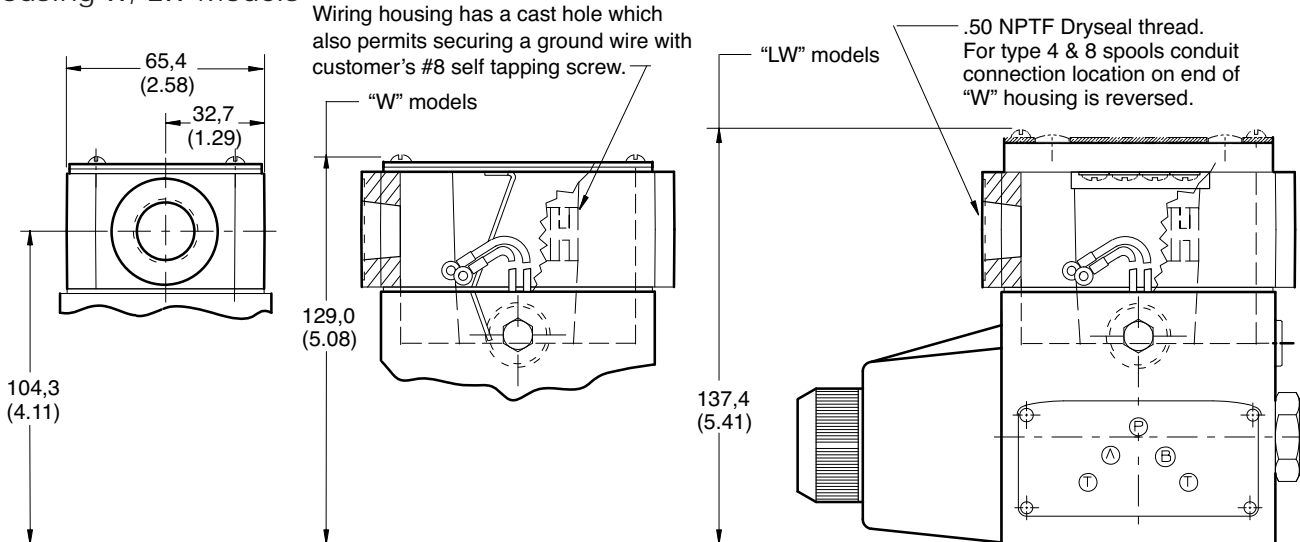 65,4
(2.58)
32,7
(1.29)
104,3
(4.11)
Wiring housing has a cast hole which
also permits securing a ground wire with
customer’s #8 self tapping screw.
“W” models
129,0
(5.08)
“LW” models
.50 NPTF Dryseal thread.
For type 4 & 8 spools conduit
connection location on end of
“W” housing is reversed.
137,4
(5.41)
P
A
B
T
T